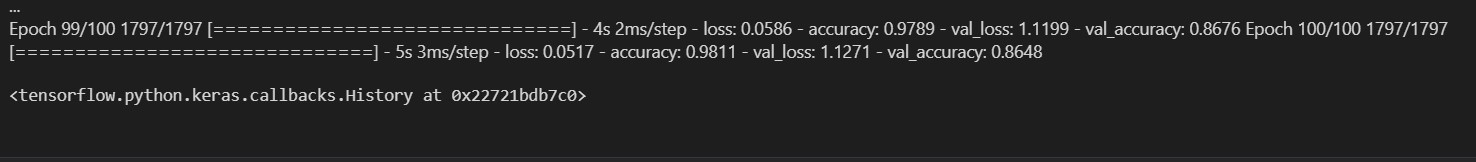 ...
Epoch 99/100 1797/1797 [==============================] - 4s 2ms/step - loss: 0.0586 - accuracy: 0.9789 - val_loss: 1.1199 - val_accuracy: 0.8676 Epoch 100/100 1797/1797
[==============================] - 5s 3ms/step - loss: 0.0517 - accuracy: 0.9811 - val_loss: 1.1271 - val_accuracy: 0.8648
<tensorflow.python.keras.callbacks.History at 0x22721bdb7c0>